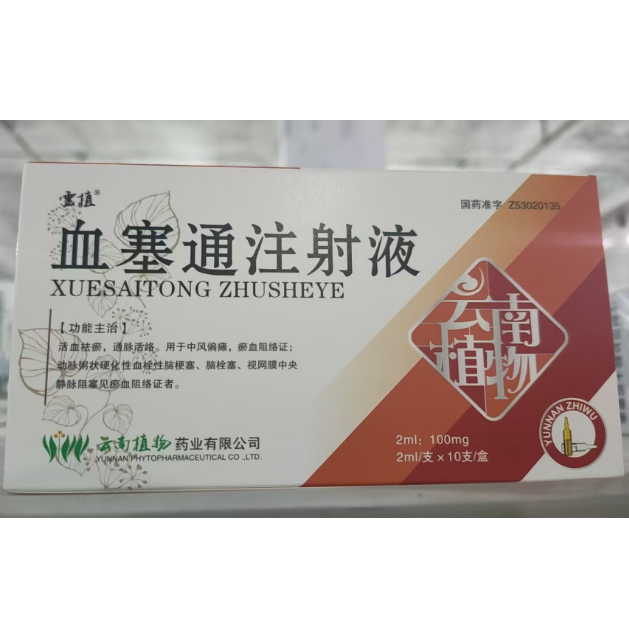 云植®
国药准字 Z53020135
血塞通注射液
XUESAITONG ZHUSHEYE
【功能主治】
活血祛瘀，通脉活络。用于中风偏瘫，瘀血阻络证；
动脉粥状硬化性血栓性脑梗塞、脑栓塞、视网膜中央
静脉阻塞见瘀血阻络证者。
云南植物
YUNNAN ZHIWU
云南植物药业有限公司
YUNNAN PHYTOPHARMACEUTICAL CO .,LTD.
2ml：100mg
2ml/支×10支/盒